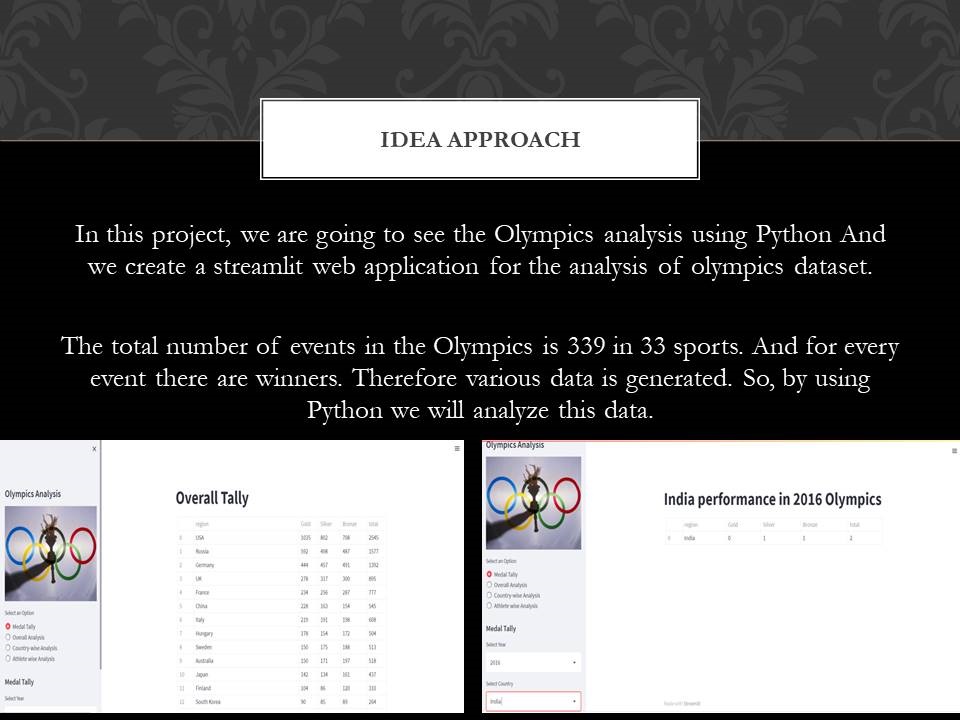 IDEA APPROACH
In this project, we are going to see the Olympics analysis using Python And
we create a streamlit web application for the analysis of olympics dataset.
The total number of events in the Olympics is 339 in 33 sports. And for every
event there are winners. Therefore various data is generated. So, by using
Python we will analyze this data.
Olympics Analysis
Select an Option
Medal Tally
Overall Analysis
Country-wise Analysis
Athlete wise Analysis
Medal Tally
Select Year
Overall Tally
region Gold Silver Bronze total
0 USA 1035 802 708 2545
1 Russia 592 498 487 1577
2 Germany 444 457 491 1392
3 UK 278 317 300 895
4 France 234 256 287 777
5 China 228 163 154 545
6 Italy 219 191 198 608
7 Hungary 178 154 172 504
8 Sweden 150 175 188 513
9 Australia 150 171 197 518
10 Japan 142 134 161 437
11 Finland 104 86 120 310
12 South Korea 90 85 89 264
Olympics Analysis
Select an Option
Medal Tally
Overall Analysis
Country-wise Analysis
Athlete wise Analysis
Medal Tally
Select Year
2016
Select Country
India
India performance in 2016 Olympics
region Gold Silver Bronze total
0 India 0 1 1 2
Made with Streamlit